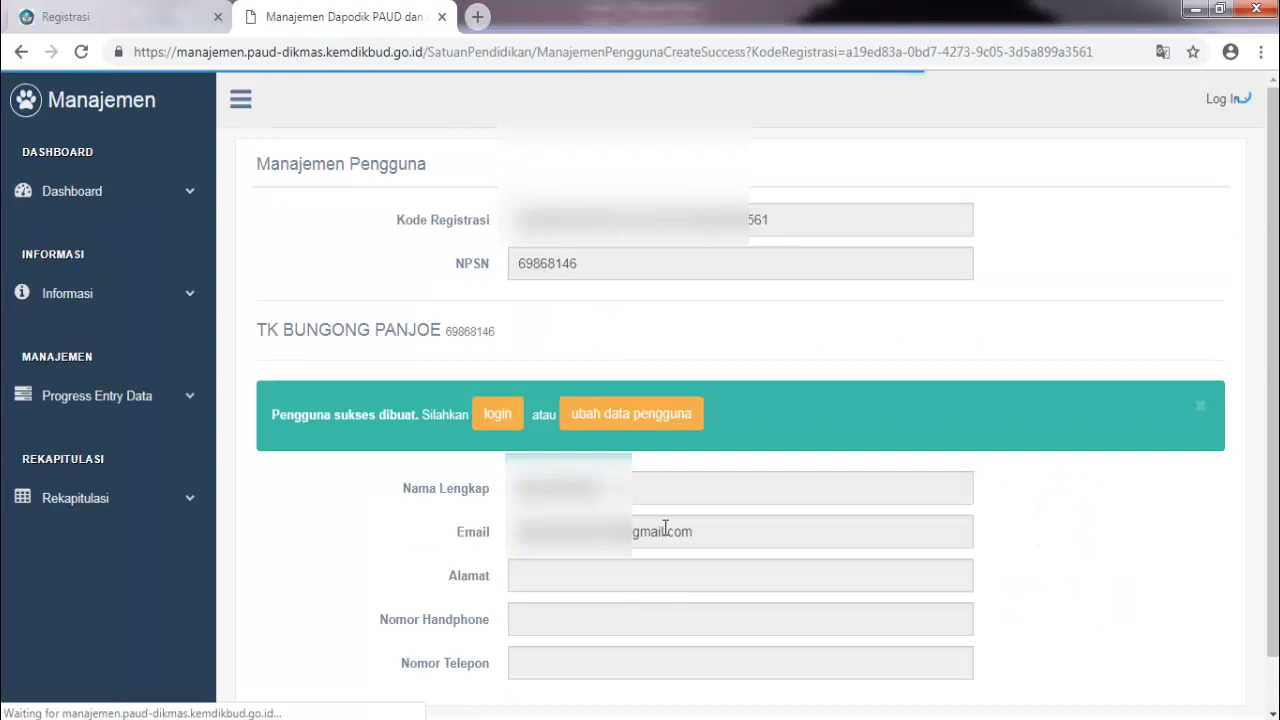 Registrasi
Manajemen Dapodik PAUD dan
https://manajemen.paud-dikmas.kemdikbud.go.id/SatuanPendidikan/ManajemenPenggunaCreateSuccess?KodeRegistrasi=a19ed83a-0bd7-4273-9c05-3d5a899a3561
Manajemen
Log In
DASHBOARD
Dashboard
INFORMASI
Informasi
MANAJEMEN
Progress Entry Data
REKAPITULASI
Rekapitulasi
Manajemen Pengguna
Kode Registrasi 561
NPSN 69868146
TK BUNGONG PANJOE 69868146
Pengguna sukses dibuat. Silahkan login atau ubah data pengguna
Nama Lengkap
Email gmail.com
Alamat
Nomor Handphone
Nomor Telepon
Waiting for manajemen.paud-dikmas.kemdikbud.go.id...